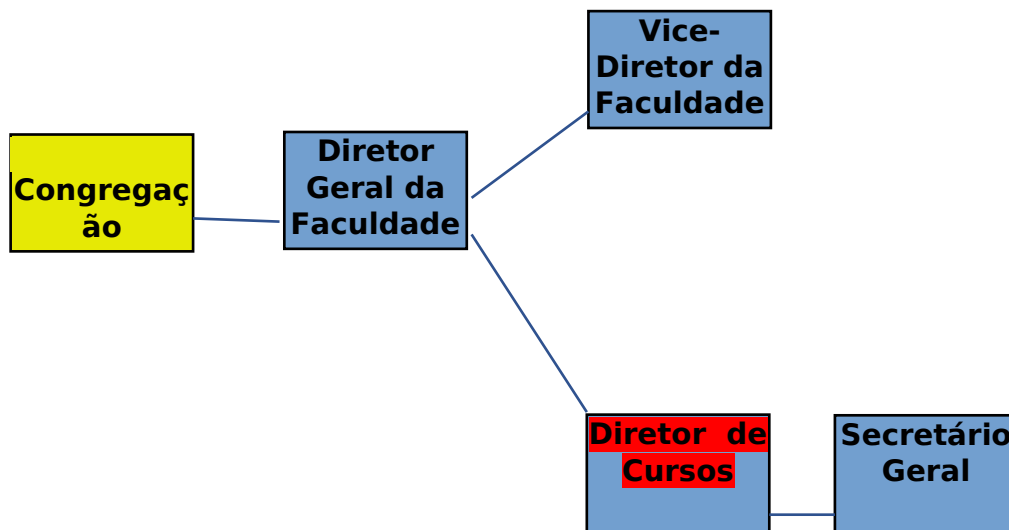 Vice-
Diretor da
Faculdade
Congregaç
ão
Diretor
Geral da
Faculdade
Diretor de
Cursos
Secretário
Geral